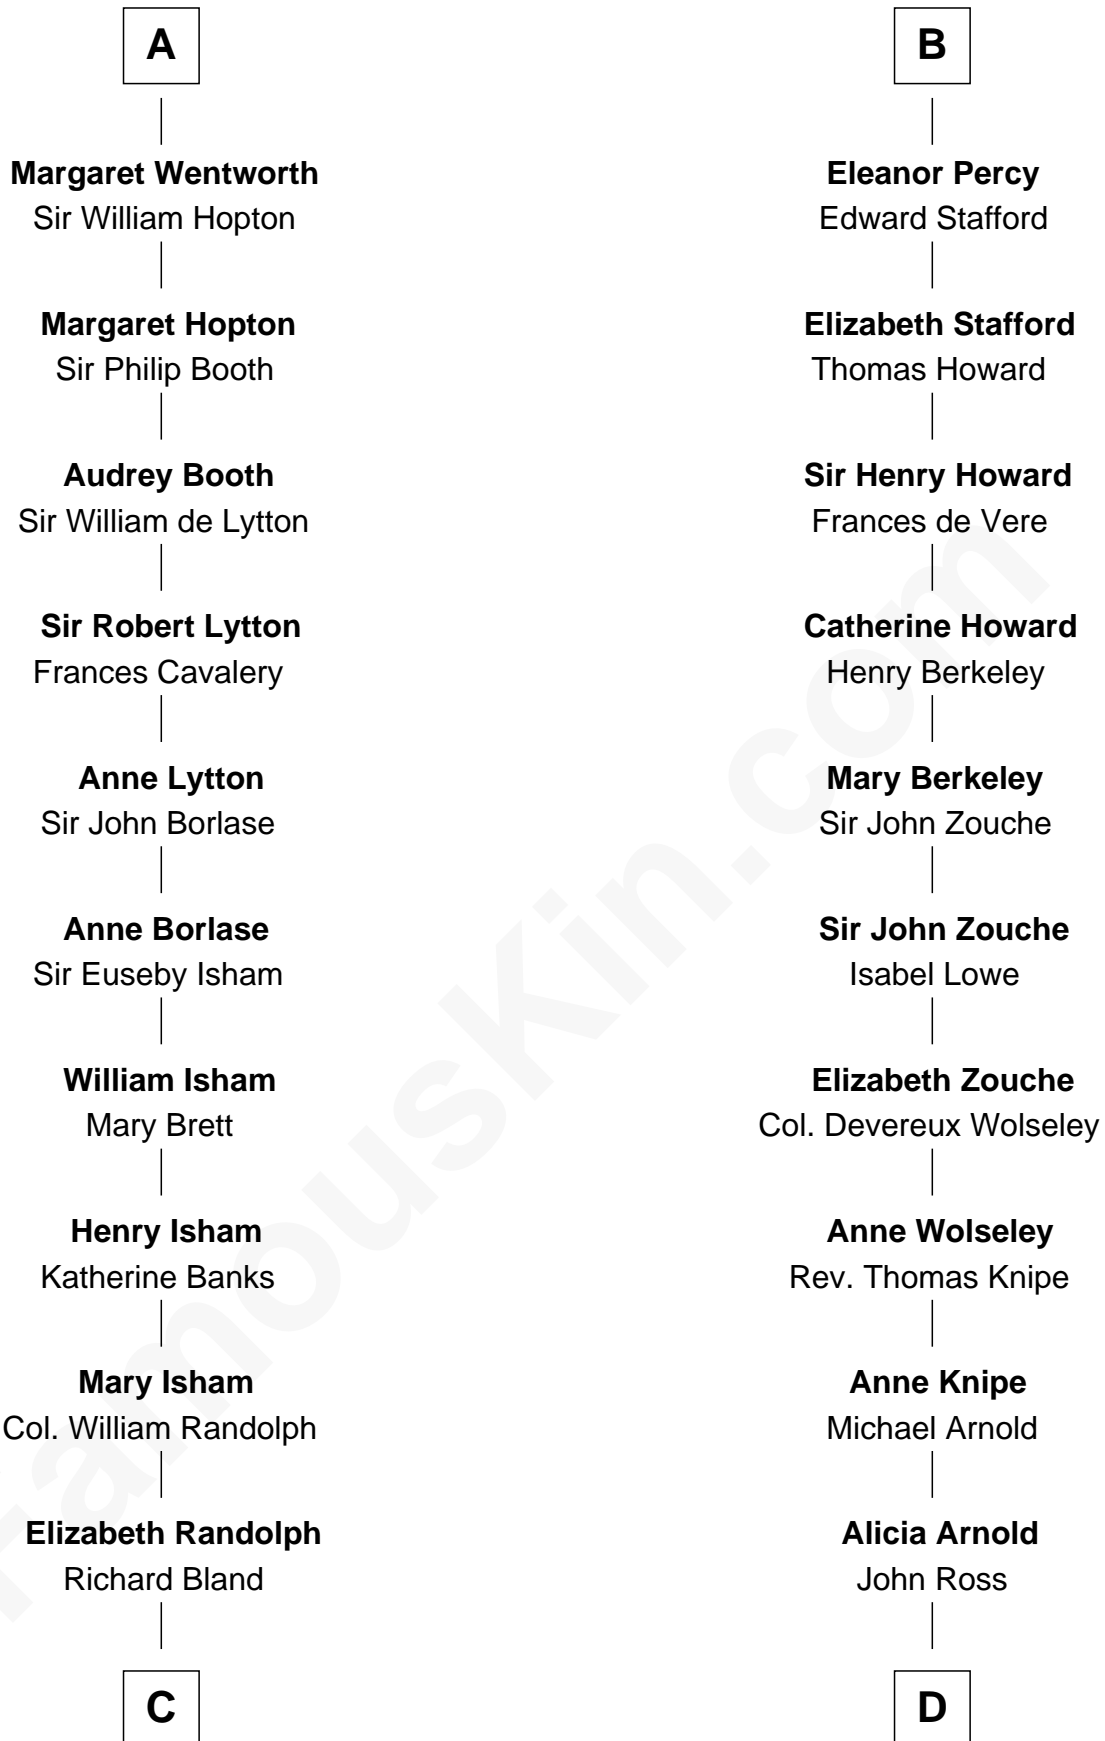 A
Margaret Wentworth
Sir William Hopton
Margaret Hopton
Sir Philip Booth
Audrey Booth
Sir William de Lytton
Sir Robert Lytton
Frances Cavalery
Anne Lytton
Sir John Borlase
Anne Borlase
Sir Euseby Isham
William Isham
Mary Brett
Henry Isham
Katherine Banks
Mary Isham
Col. William Randolph
Elizabeth Randolph
Richard Bland
C
B
Eleanor Percy
Edward Stafford
Elizabeth Stafford
Thomas Howard
Sir Henry Howard
Frances de Vere
Catherine Howard
Henry Berkeley
Mary Berkeley
Sir John Zouche
Sir John Zouche
Isabel Lowe
Elizabeth Zouche
Col. Devereux Wolseley
Anne Wolseley
Rev. Thomas Knipe
Anne Knipe
Michael Arnold
Alicia Arnold
John Ross
D
FamousKin.com